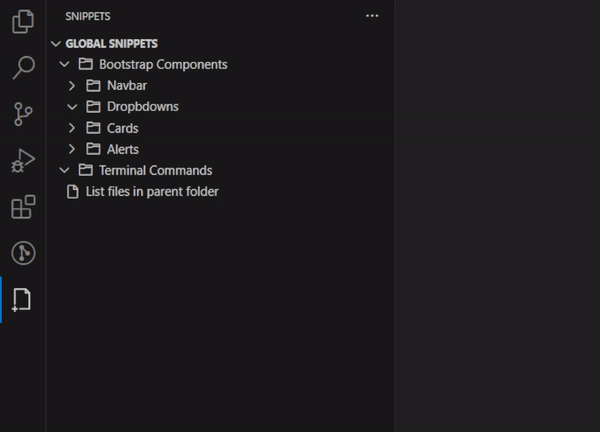 SNIPPETS
GLOBAL SNIPPETS
Bootstrap Components
Navbar
Dropbdowns
Cards
Alerts
Terminal Commands
List files in parent folder